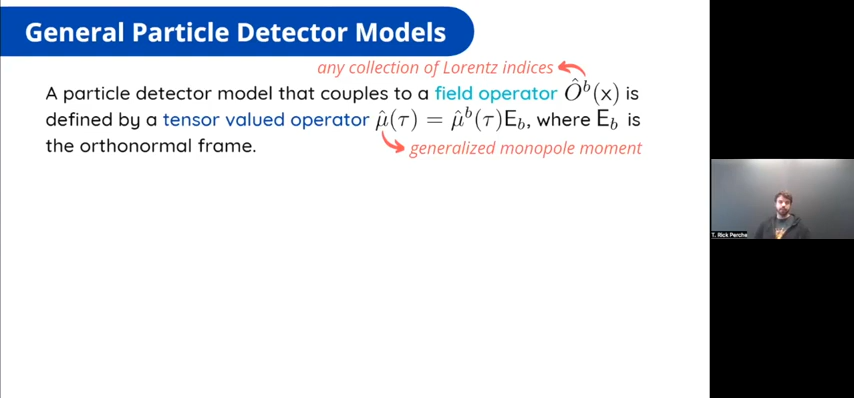 General Particle Detector Models
any collection of Lorentz indices
A particle detector model that couples to a field operator Ô^b(x) is
defined by a tensor valued operator μ̂(τ) = μ̂^b(τ)E_b, where E_b is
the orthonormal frame.
generalized monopole moment
T. Rick Perche